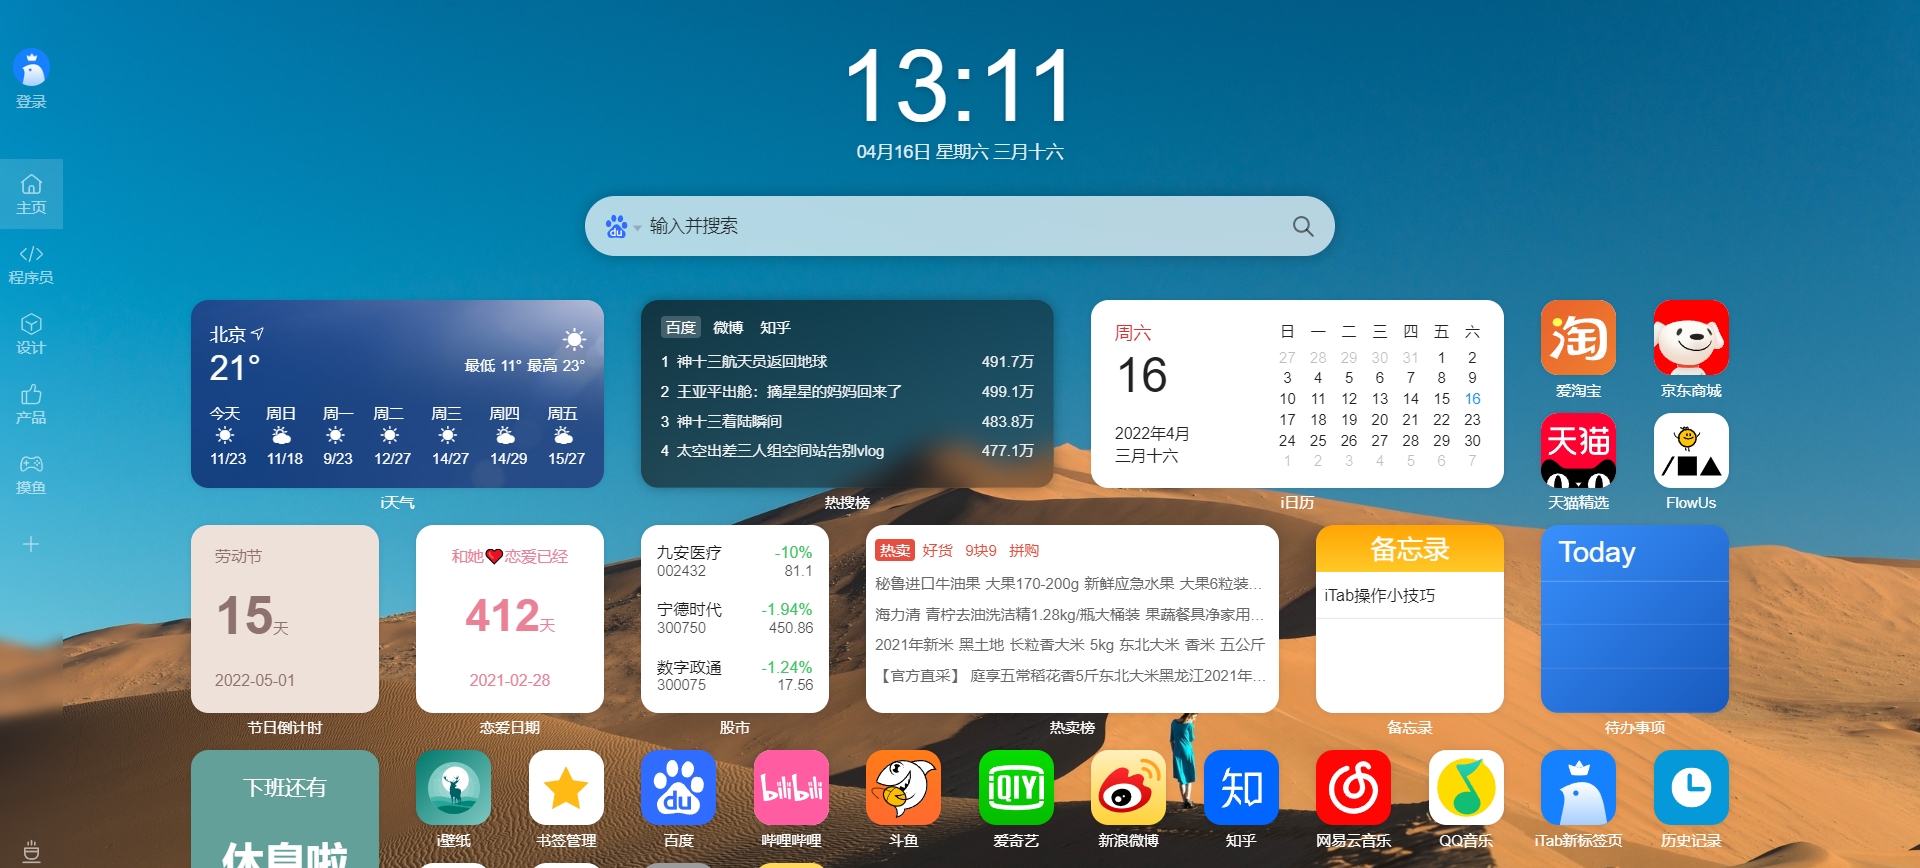 13:11
04月16日 星期六 三月十六
登录
主页
程序员
设计
产品
摸鱼
du
输入并搜索
北京
21°
最低 11° 最高 23°
今天 周日 周一 周二 周三 周四 周五
11/23 11/18 9/23 12/27 14/27 14/29 15/27
i天气
百度 微博 知乎
1 神十三航天员返回地球 491.7万
2 王亚平出舱：摘星星的妈妈回来了 499.1万
3 神十三着陆瞬间 483.8万
4 太空出差三人组空间站告别vlog 477.1万
热搜榜
周六
16
2022年4月
三月十六
日 一 二 三 四 五 六
27 28 29 30 31 1 2
3 4 5 6 7 8 9
10 11 12 13 14 15 16
17 18 19 20 21 22 23
24 25 26 27 28 29 30
1 2 3 4 5 6 7
i日历
淘
爱淘宝
京东商城
天猫
天猫精选
FlowUs
劳动节
15天
2022-05-01
节日倒计时
和她❤恋爱已经
412天
2021-02-28
恋爱日期
九安医疗 -10%
002432 81.1
宁德时代 -1.94%
300750 450.86
数字政通 -1.24%
300075 17.56
股市
热卖 好货 9块9 拼购
秘鲁进口牛油果 大果170-200g 新鲜应急水果 大果6粒装...
海力清 青柠去油洗洁精1.28kg/瓶大桶装 果蔬餐具净家用...
2021年新米 黑土地 长粒香大米 5kg 东北大米 香米 五公斤
【官方直采】 庭享五常稻花香5斤东北大米黑龙江2021年...
热卖榜
备忘录
iTab操作小技巧
备忘录
Today
待办事项
下班还有
休息啦
i壁纸
书签管理
du
百度
bilibili
哔哩哔哩
斗鱼
iQIYI
爱奇艺
新浪微博
知
知乎
网易云音乐
QQ音乐
iTab新标签页
历史记录